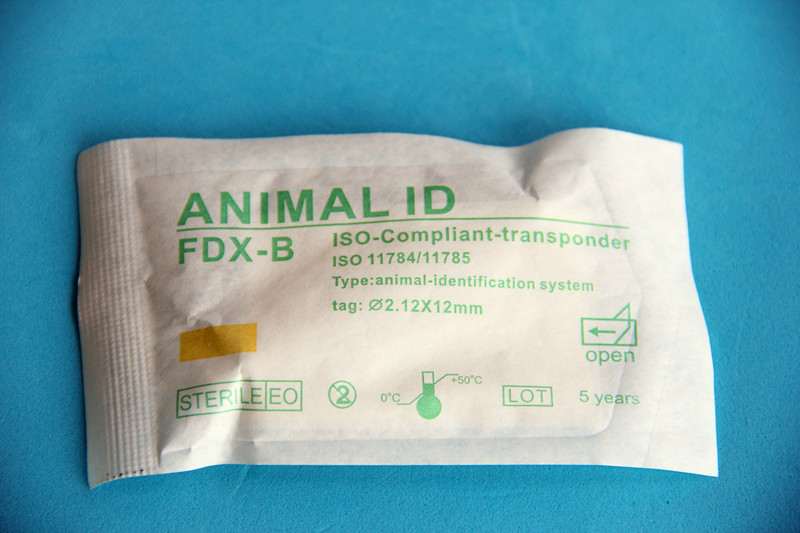 ANIMAL ID
FDX-B
ISO-Compliant-transponder
ISO 11784/11785
Type:animal-identification system
tag: Ø2.12X12mm
open
STERILE EO
2
0°C
+50°C
LOT
5 years